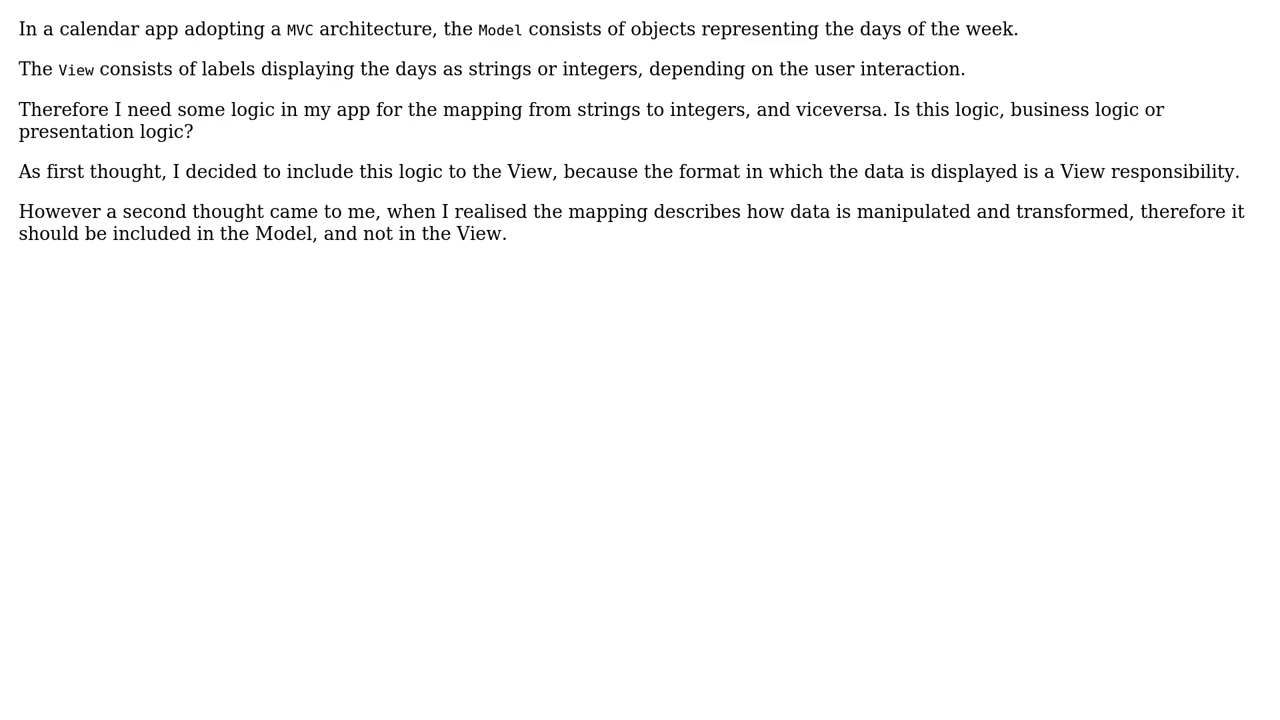 In a calendar app adopting a MVC architecture, the Model consists of objects representing the days of the week.
The View consists of labels displaying the days as strings or integers, depending on the user interaction.
Therefore I need some logic in my app for the mapping from strings to integers, and viceversa. Is this logic, business logic or
presentation logic?
As first thought, I decided to include this logic to the View, because the format in which the data is displayed is a View responsibility.
However a second thought came to me, when I realised the mapping describes how data is manipulated and transformed, therefore it
should be included in the Model, and not in the View.